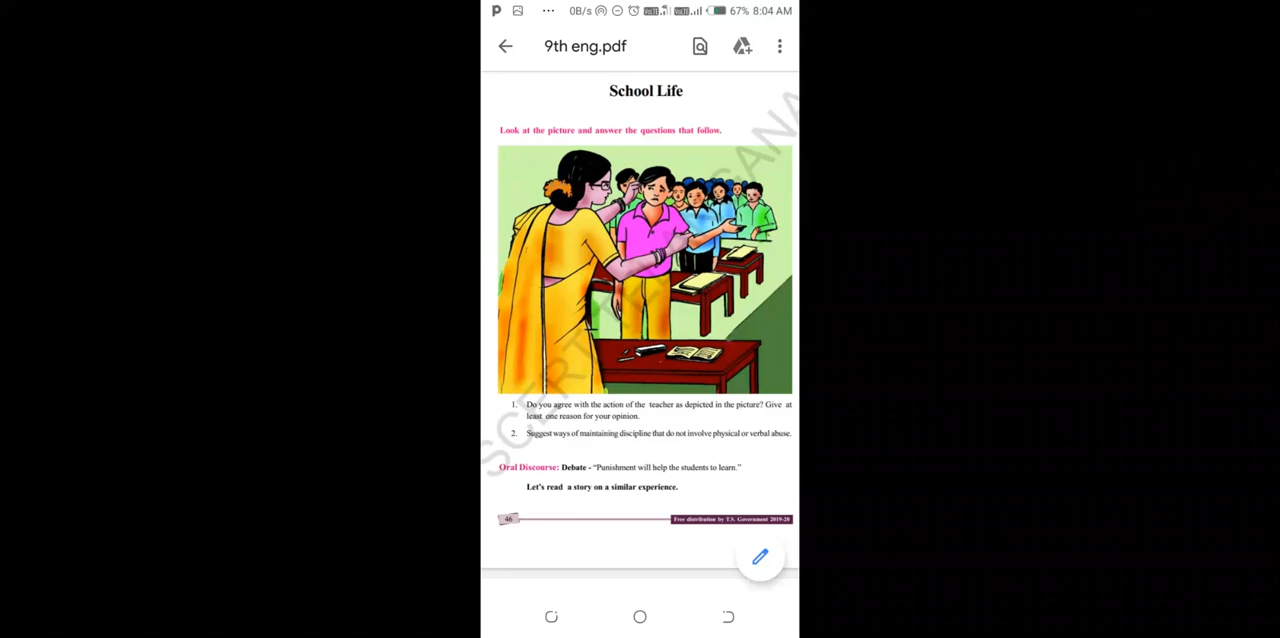 0B/s 67% 8:04 AM
9th eng.pdf
School Life
Look at the picture and answer the questions that follow.
1. Do you agree with the action of the teacher as depicted in the picture? Give at
least one reason for your opinion.
2. Suggest ways of maintaining discipline that do not involve physical or verbal abuse.
Oral Discourse: Debate - “Punishment will help the students to learn.”
Let's read a story on a similar experience.
46
Free distribution by T.S. Government 2019-20